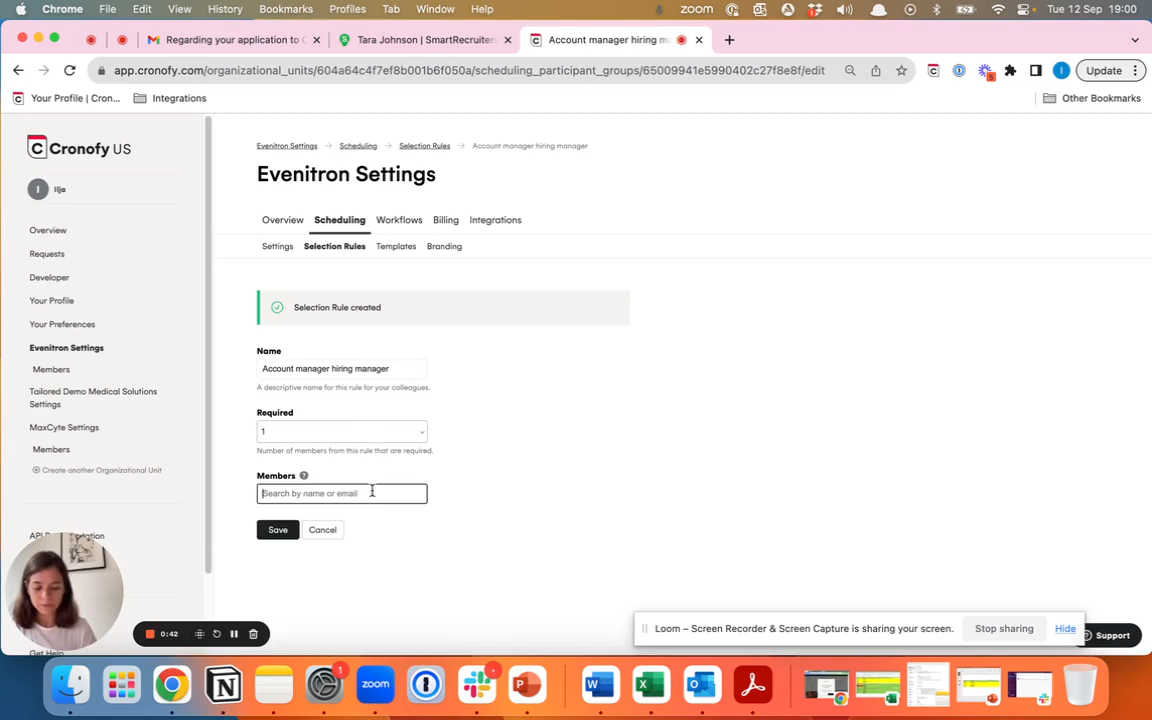 Chrome File Edit View History Bookmarks Profiles Tab Window Help zoom Tue 12 Sep 19:00
Regarding your application to
Tara Johnson | SmartRecruiters
Account manager hiring m
app.cronofy.com/organizational_units/604a64c4f7ef8b001b6f050a/scheduling_participant_groups/65009941e5990402c27f8e8f/edit
5
I
Update
Your Profile | Cron...
Integrations
Other Bookmarks
Cronofy US
I
Ilja
Overview
Requests
Developer
Your Profile
Your Preferences
Evenitron Settings
Members
Tailored Demo Medical Solutions
Settings
MaxCyte Settings
Members
Create another Organizational Unit
Evenitron Settings Scheduling Selection Rules Account manager hiring manager
Evenitron Settings
Overview Scheduling Workflows Billing Integrations
Settings Selection Rules Templates Branding
Selection Rule created
Name
Account manager hiring manager
A descriptive name for this rule for your colleagues.
Required
1
Number of members from this rule that are required.
Members ?
Search by name or email
Save Cancel
0:42
Loom – Screen Recorder & Screen Capture is sharing your screen.
Stop sharing
Hide
Support
1
zoom